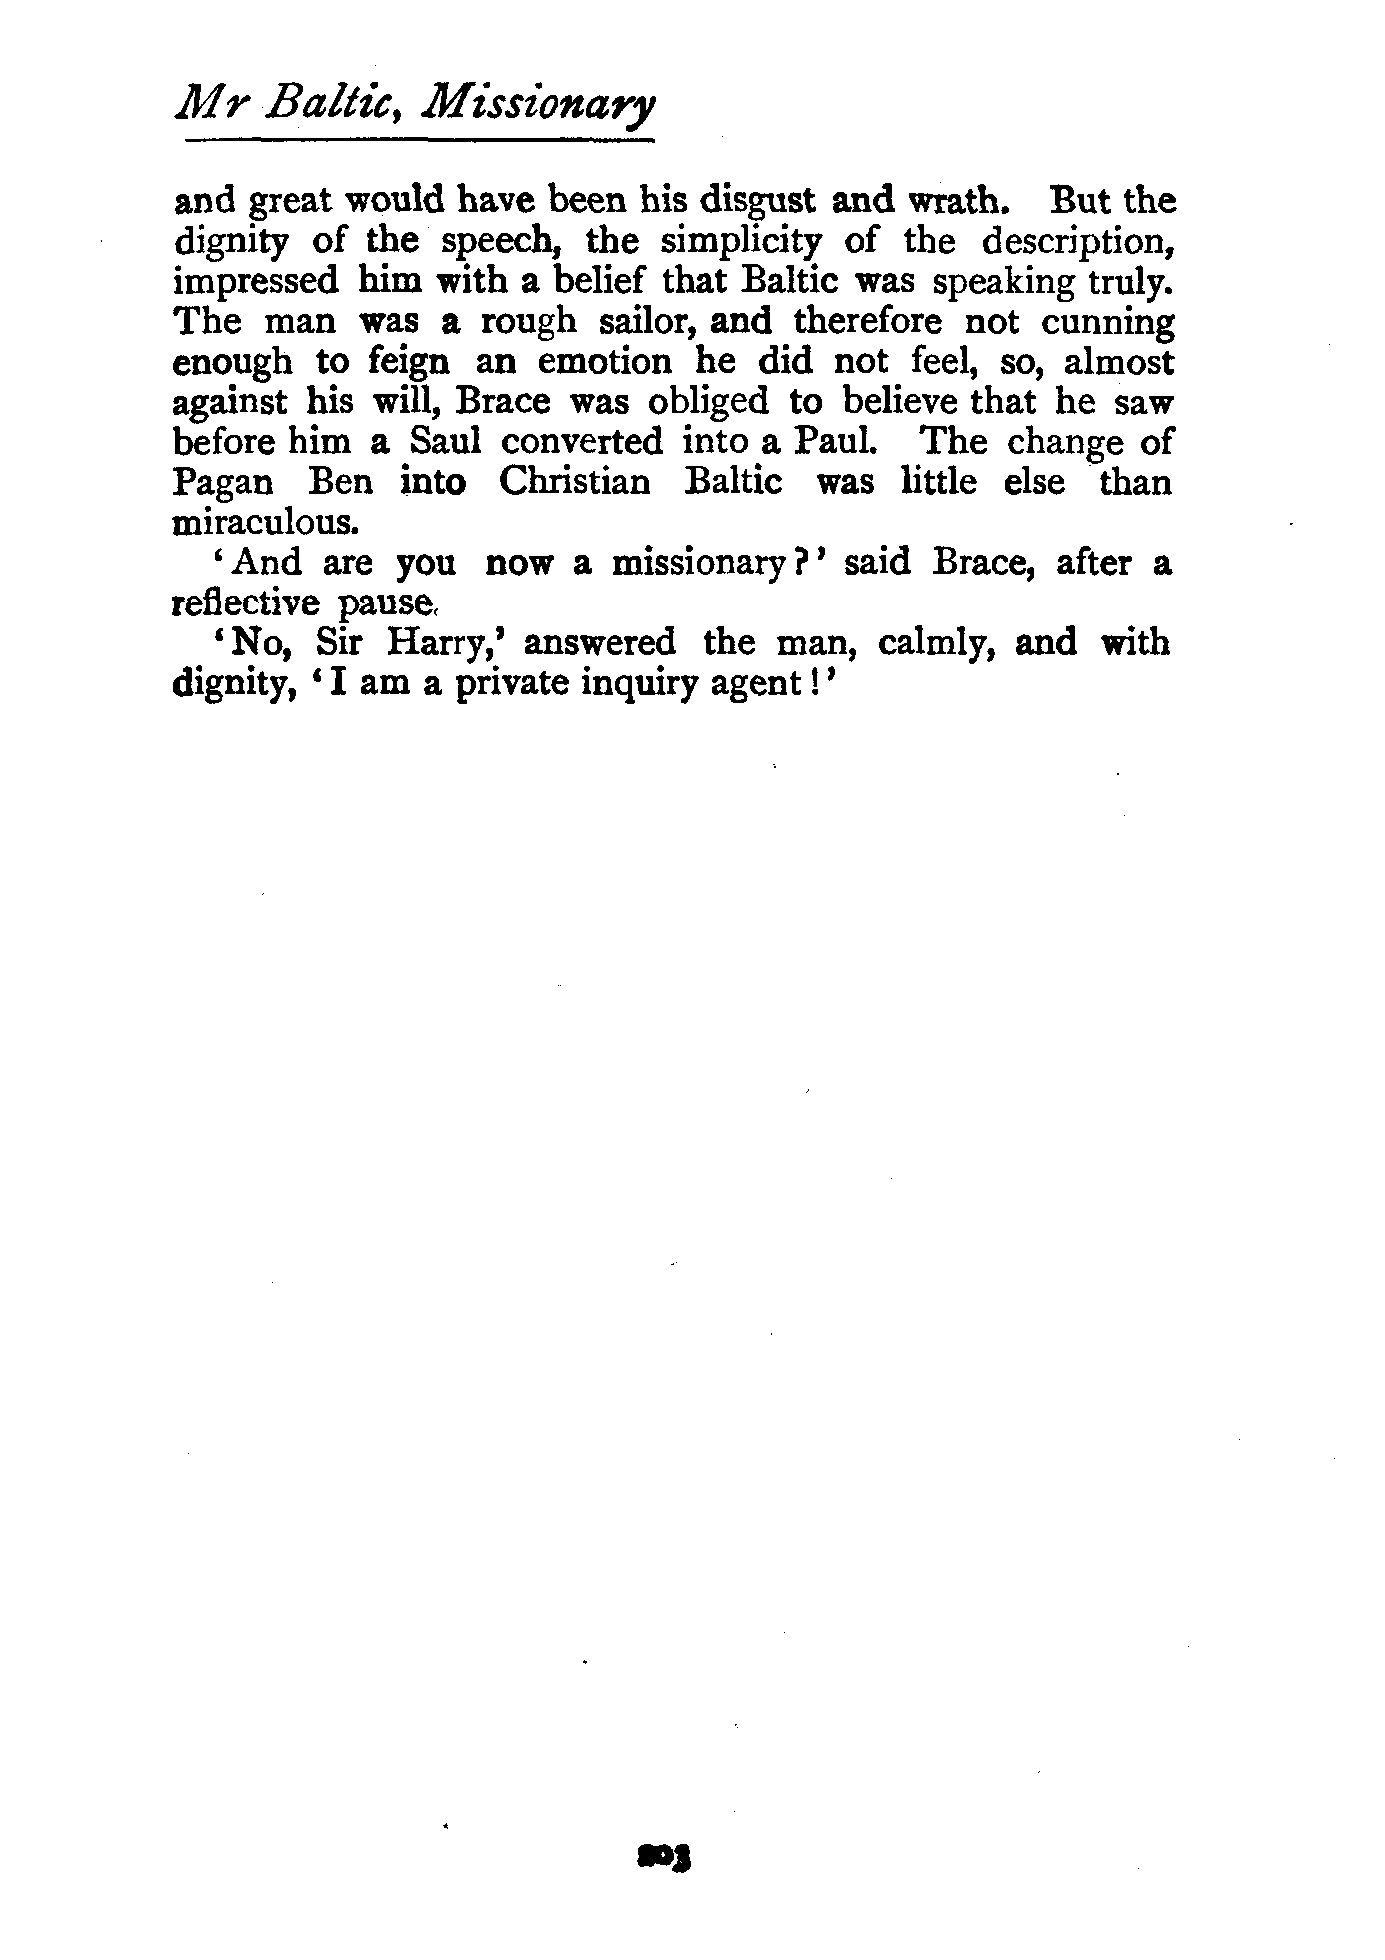 Mr Baltic, Missionary
and great would have been his disgust and wrath. But the
dignity of the speech, the simplicity of the description,
impressed him with a belief that Baltic was speaking truly.
The man was a rough sailor, and therefore not cunning
enough to feign an emotion he did not feel, so, almost
against his will, Brace was obliged to believe that he saw
before him a Saul converted into a Paul. The change of
Pagan Ben into Christian Baltic was little else than
miraculous.
‘And are you now a missionary?’ said Brace, after a
reflective pause.
‘No, Sir Harry,’ answered the man, calmly, and with
dignity, ‘I am a private inquiry agent!’
203